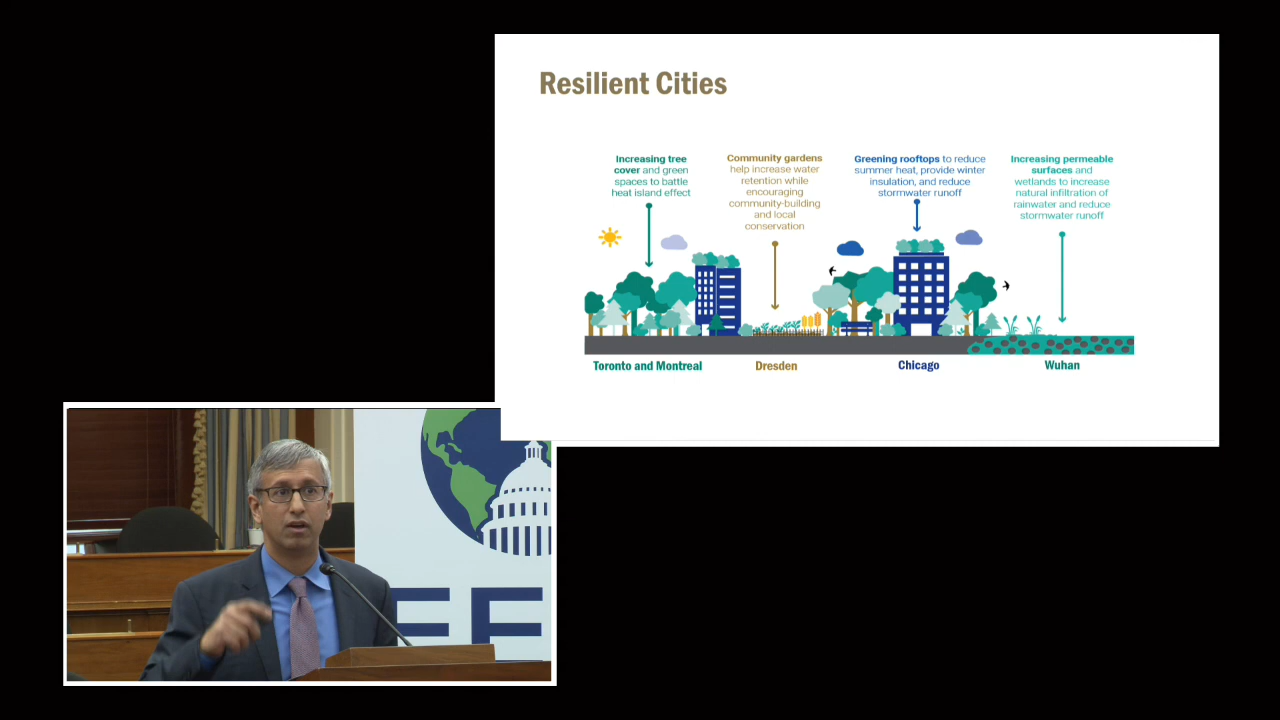 Resilient Cities
Increasing tree
cover and green
spaces to battle
heat island effect
Community gardens
help increase water
retention while
encouraging
community-building
and local
conservation
Greening rooftops to reduce
summer heat, provide winter
insulation, and reduce
stormwater runoff
Increasing permeable
surfaces and
wetlands to increase
natural infiltration of
rainwater and reduce
stormwater runoff
Toronto and Montreal
Dresden
Chicago
Wuhan